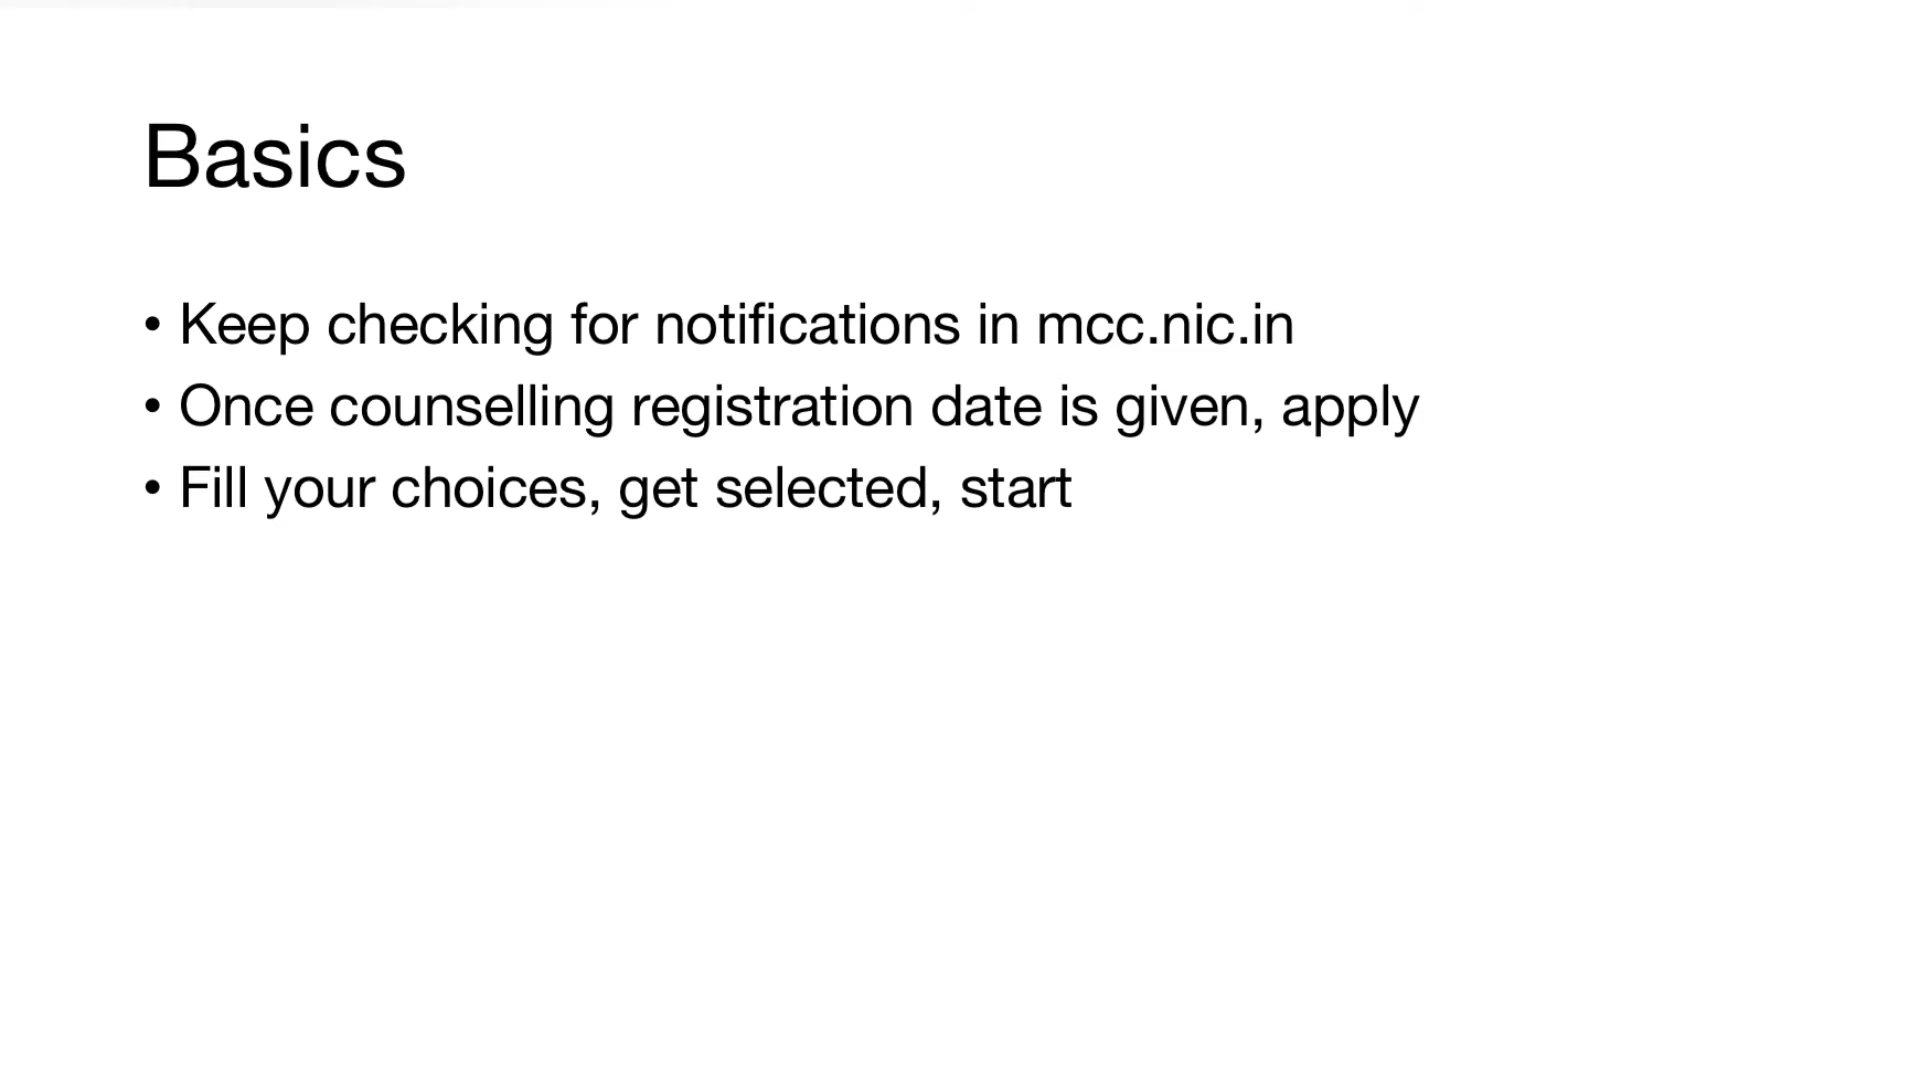 Basics
• Keep checking for notifications in mcc.nic.in
• Once counselling registration date is given, apply
• Fill your choices, get selected, start